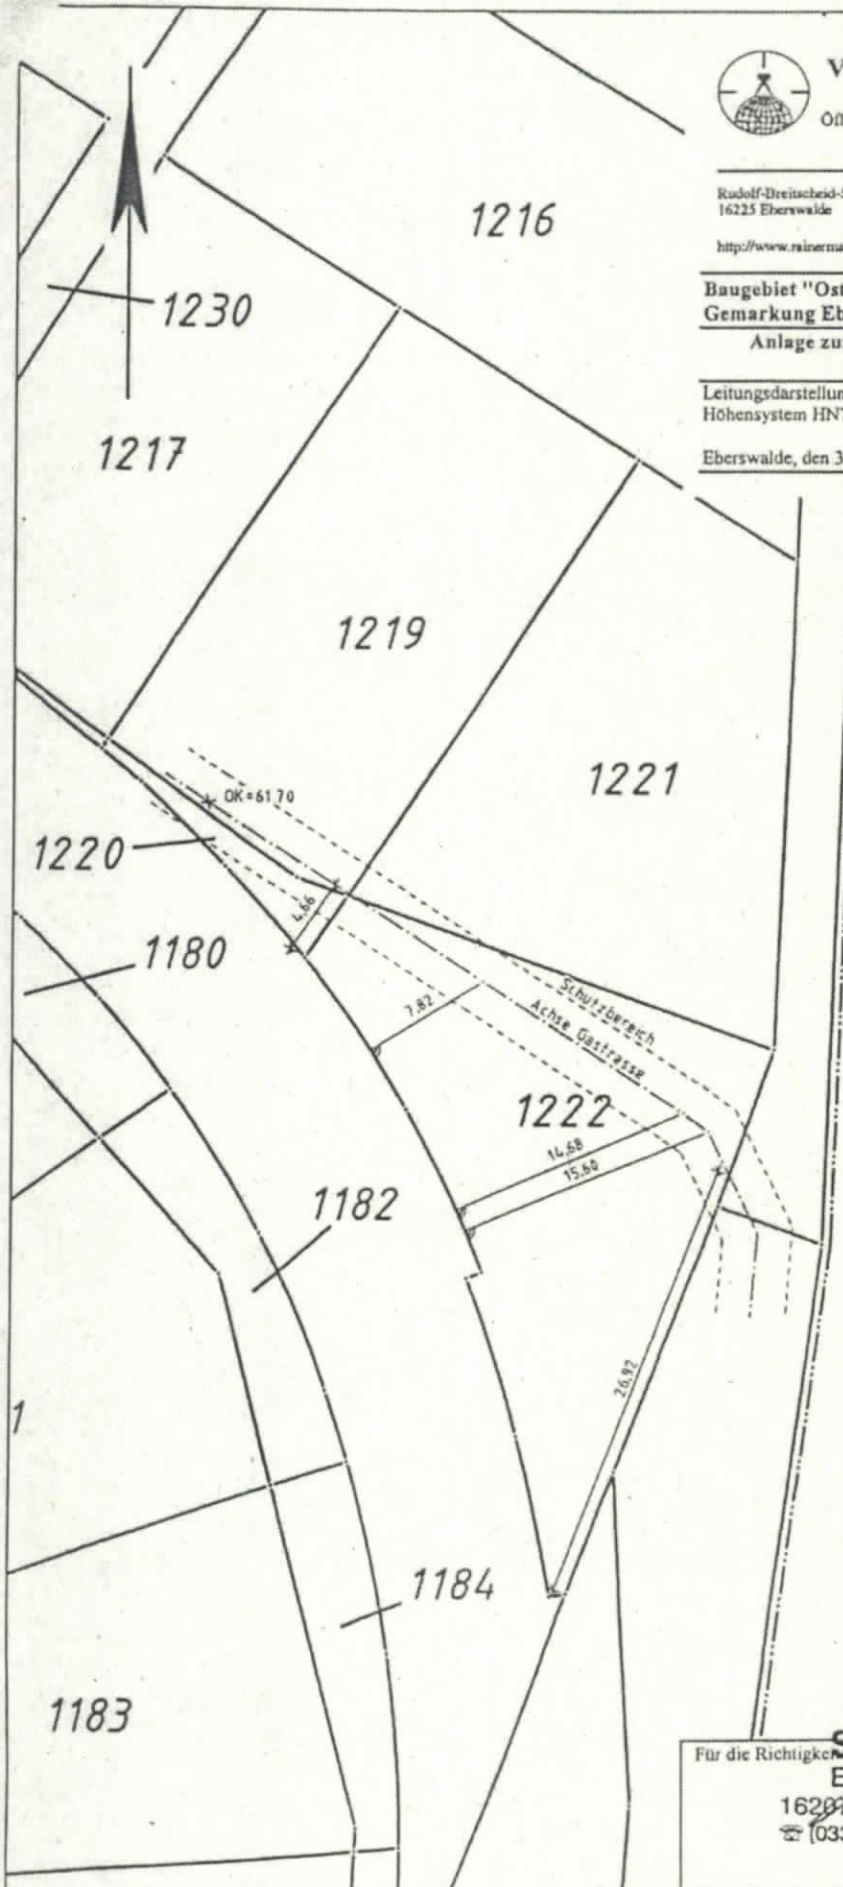 1216
Rudolf-Breitscheid-
16225 Eberswalde
Baugebiet "Ost
Gemarkung Eb
Anlage zu
Leitungsdarstellun
Höhensystem HN
Eberswalde, den 3
1230
1217
1219
1221
OK=61.70
1220
4.66
1180
7.82
Schutzbereich
Achse Gastrasse
1222
14.68
15.60
1182
26.92
1
1184
1183
Für die Richtigke
(03